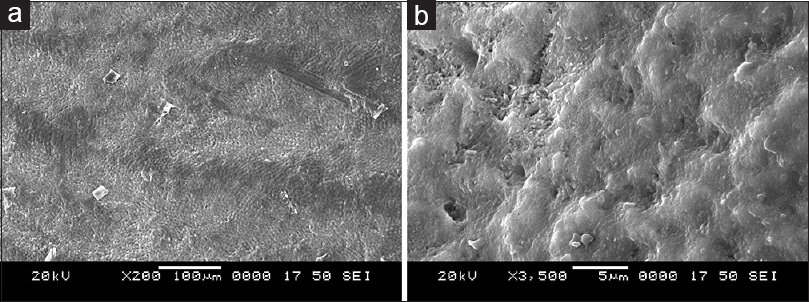 a
b
20kV X200 100μm 0000 17 50 SEI
20kV X3,500 5μm 0000 17 50 SEI